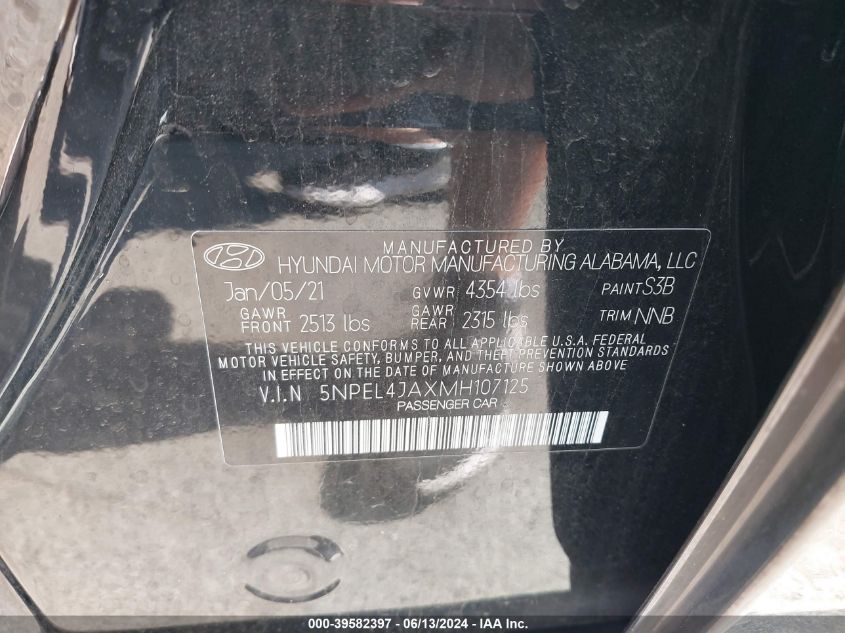 MANUFACTURED BY
HYUNDAI MOTOR MANUFACTURING ALABAMA, LLC
Jan/05/21 GVWR 4354 lbs PAINT S3B
GAWR FRONT 2513 lbs GAWR REAR 2315 lbs TRIM NNB
THIS VEHICLE CONFORMS TO ALL APPLICABLE U.S.A. FEDERAL
MOTOR VEHICLE SAFETY, BUMPER, AND THEFT PREVENTION STANDARDS
IN EFFECT ON THE DATE OF MANUFACTURE SHOWN ABOVE
V.I.N 5NPEL4JAXMH107125
PASSENGER CAR
000-39582397 - 06/13/2024 - IAA Inc.